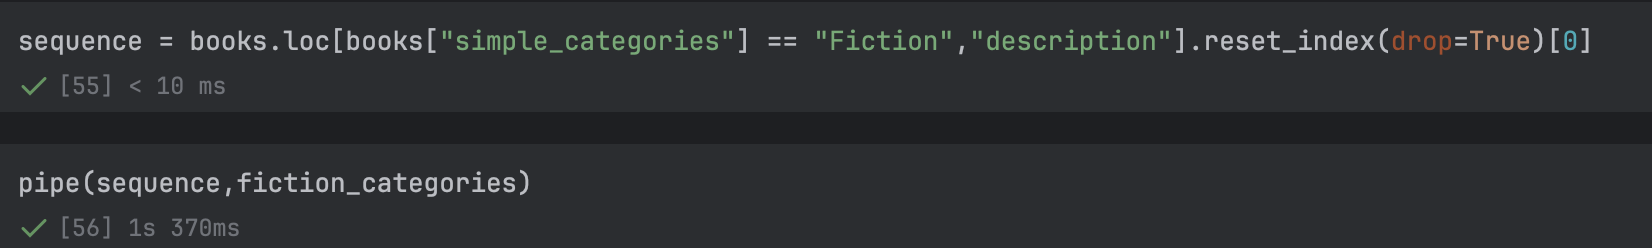 sequence = books.loc[books["simple_categories"] == "Fiction","description"].reset_index(drop=True)[0]
✓ [55] < 10 ms
pipe(sequence,fiction_categories)
✓ [56] 1s 370ms